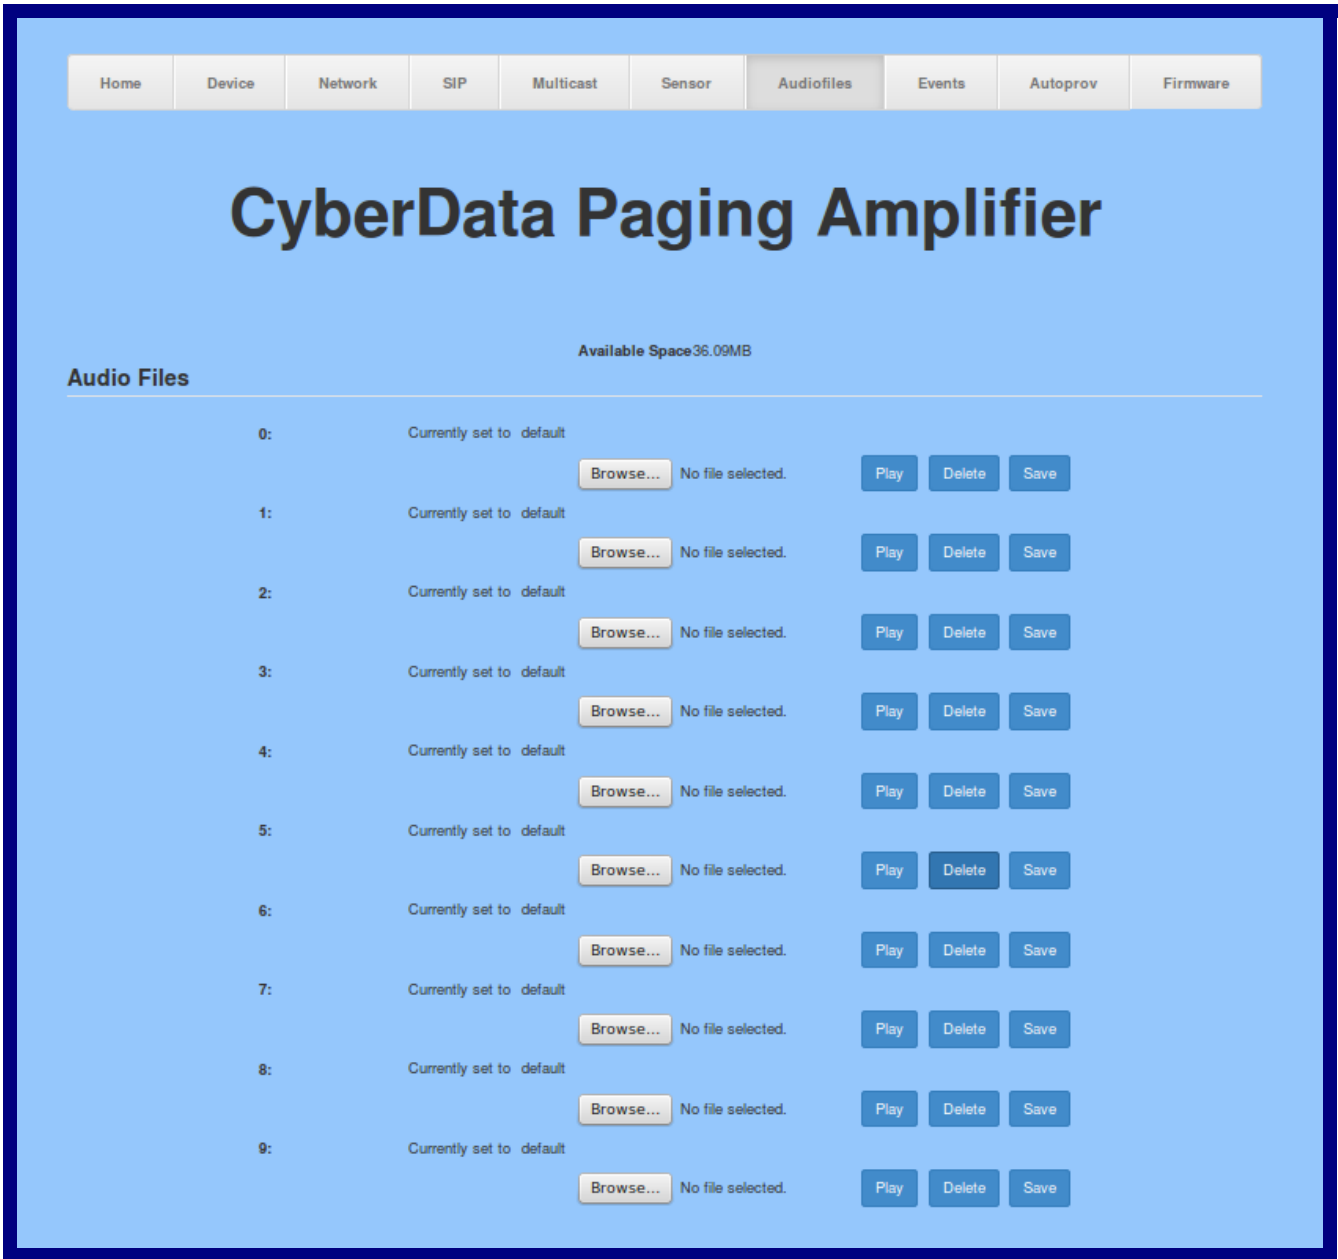 Home Device Network SIP Multicast Sensor Audiofiles Events Autoprov Firmware
CyberData Paging Amplifier
Available Space36.09MB
Audio Files
0: Currently set to default
Browse... No file selected. Play Delete Save
1: Currently set to default
Browse... No file selected. Play Delete Save
2: Currently set to default
Browse... No file selected. Play Delete Save
3: Currently set to default
Browse... No file selected. Play Delete Save
4: Currently set to default
Browse... No file selected. Play Delete Save
5: Currently set to default
Browse... No file selected. Play Delete Save
6: Currently set to default
Browse... No file selected. Play Delete Save
7: Currently set to default
Browse... No file selected. Play Delete Save
8: Currently set to default
Browse... No file selected. Play Delete Save
9: Currently set to default
Browse... No file selected. Play Delete Save